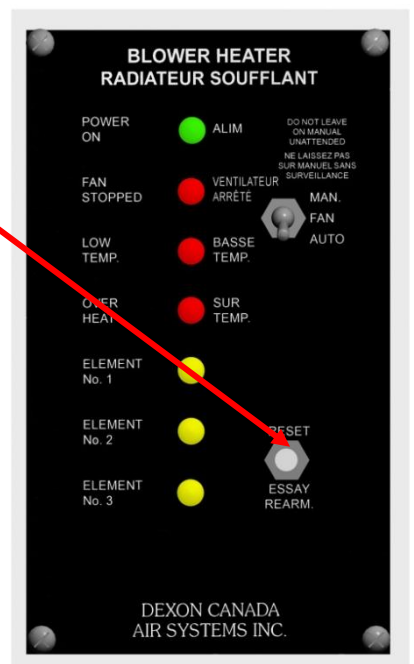 BLOWER HEATER
RADIATEUR SOUFFLANT
POWER
ON
ALIM
DO NOT LEAVE
ON MANUAL
UNATTENDED
NE LAISSEZ PAS
SUR MANUEL SANS
SURVEILLANCE
FAN
STOPPED
VENTILATEUR
ARRÊTÉ
MAN.
FAN
AUTO
LOW
TEMP.
BASSE
TEMP.
OVER
HEAT
SUR
TEMP.
ELEMENT
No. 1
ELEMENT
No. 2
RESET
ELEMENT
No. 3
ESSAY
REARM.
DEXON CANADA
AIR SYSTEMS INC.